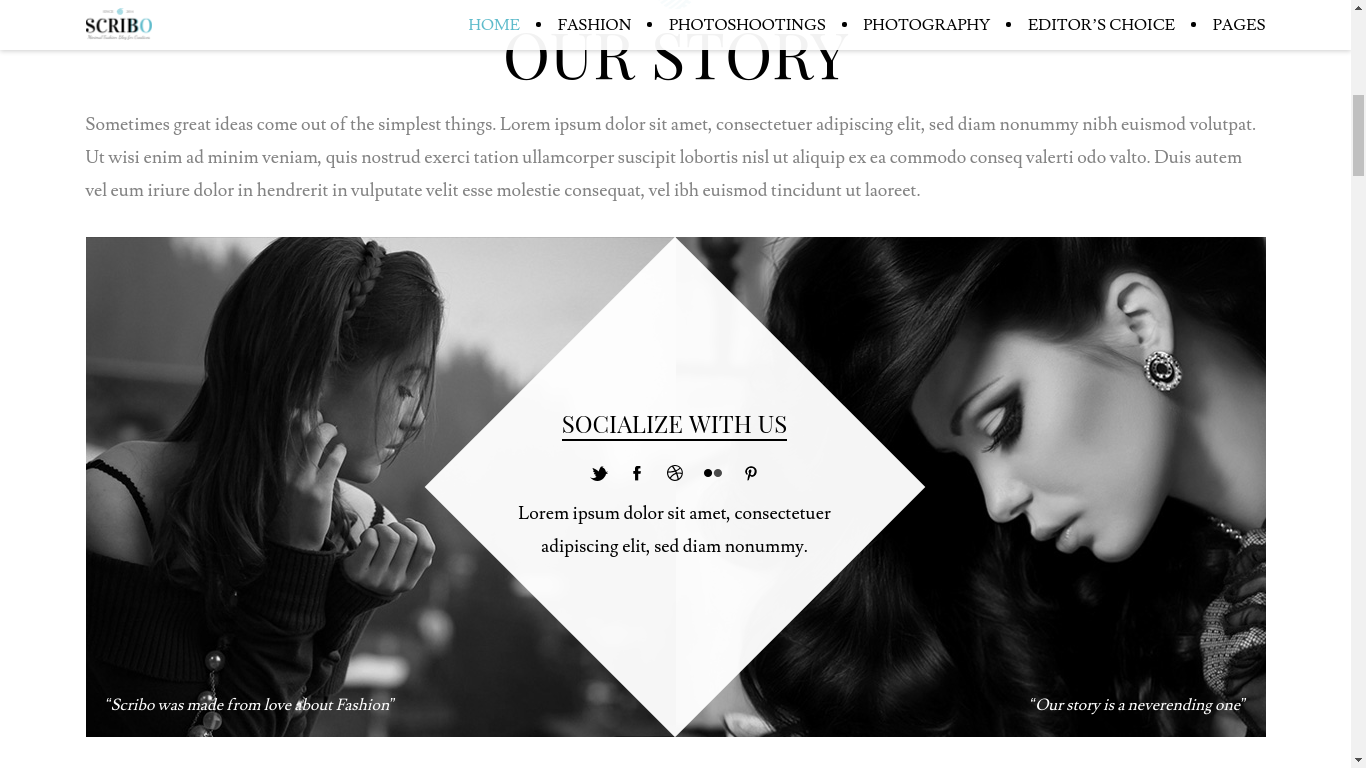 SCRIBO
HOME • FASHION • PHOTOSHOOTINGS • PHOTOGRAPHY • EDITOR’S CHOICE • PAGES
OUR STORY
Sometimes great ideas come out of the simplest things. Lorem ipsum dolor sit amet, consectetuer adipiscing elit, sed diam nonummy nibh euismod volutpat.
Ut wisi enim ad minim veniam, quis nostrud exerci tation ullamcorper suscipit lobortis nisl ut aliquip ex ea commodo conseq valerti odo valto. Duis autem
vel eum iriure dolor in hendrerit in vulputate velit esse molestie consequat, vel ibh euismod tincidunt ut laoreet.
SOCIALIZE WITH US
Lorem ipsum dolor sit amet, consectetuer
adipiscing elit, sed diam nonummy.
“Scribo was made from love about Fashion”
“Our story is a neverending one”